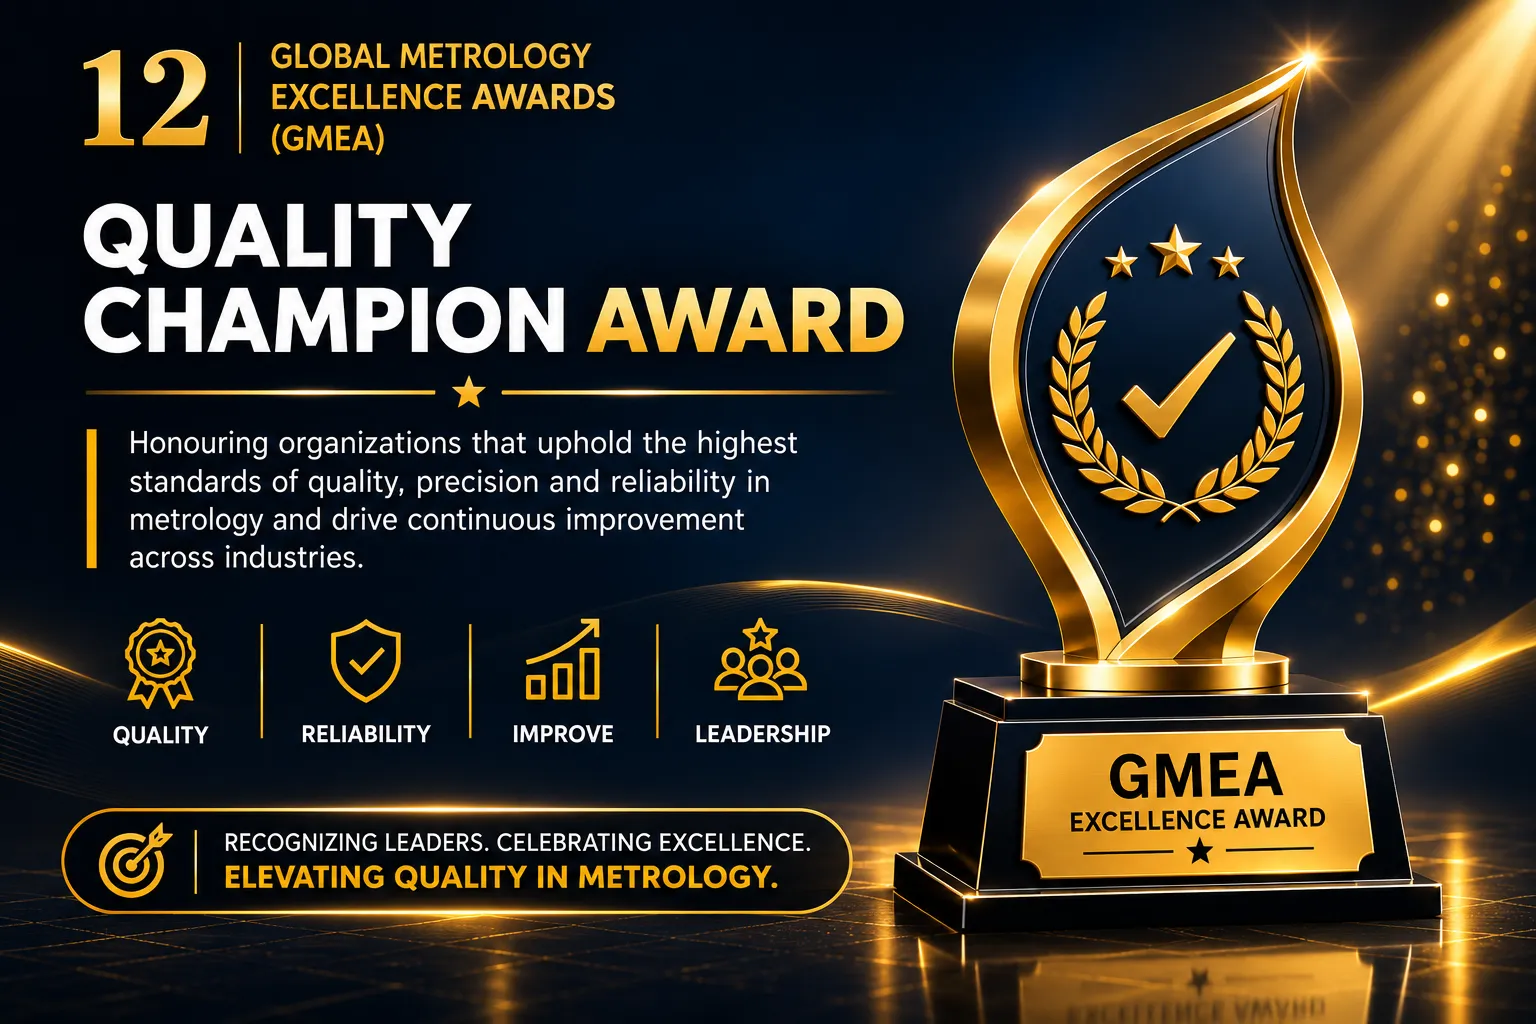 12
GLOBAL METROLOGY
EXCELLENCE AWARDS
(GMEA)
QUALITY
CHAMPION AWARD
Honouring organizations that uphold the highest
standards of quality, precision and reliability in
metrology and drive continuous improvement
across industries.
QUALITY
RELIABILITY
IMPROVE
LEADERSHIP
RECOGNIZING LEADERS. CELEBRATING EXCELLENCE.
ELEVATING QUALITY IN METROLOGY.
GMEA
EXCELLENCE AWARD